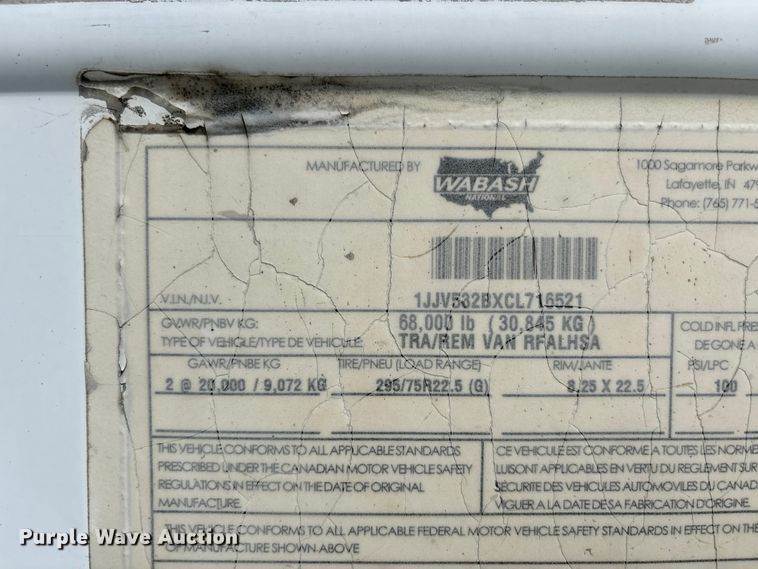 MANUFACTURED BY
WABASH
NATIONAL
1000 Sagamore Parkw
Lafayette, IN 479
Phone: (765) 771-5
V.I.N./N.I.V.
1JJV532BXCL716521
GVWR/PNBV KG: 68,000 lb ( 30,845 KG )
TYPE OF VEHICLE/TYPE DE VEHICULE: TRA/REM VAN RFALHSA
COLD INFL PRES
DE GONF A
GAWR/PNBE KG TIRE/PNEU (LOAD RANGE) RIM/JANTE PSI/LPC
2 @ 20,000 / 9,072 KG 295/75R22.5 (G) 8.25 X 22.5 100
THIS VEHICLE CONFORMS TO ALL APPLICABLE STANDARDS
PRESCRIBED UNDER THE CANADIAN MOTOR VEHICLE SAFETY
REGULATIONS IN EFFECT ON THE DATE OF ORIGINAL
MANUFACTURE.
CE VEHICULE EST CONFORME A TOUTES LES NORME
LUI SONT APPLICABLES EN VERTU DU REGLEMENT SUR
SECURITE DES VEHICULES AUTOMOVILES DU CANAD
VIGUER A LA DATE DE SA FABRICATION D'ORIGINE.
THIS VEHICLE CONFORMS TO ALL APPLICABLE FEDERAL MOTOR VEHICLE SAFETY STANDARDS IN EFFECT ON THE
OF MANUFACTURE SHOWN ABOVE
Purple Wave Auction